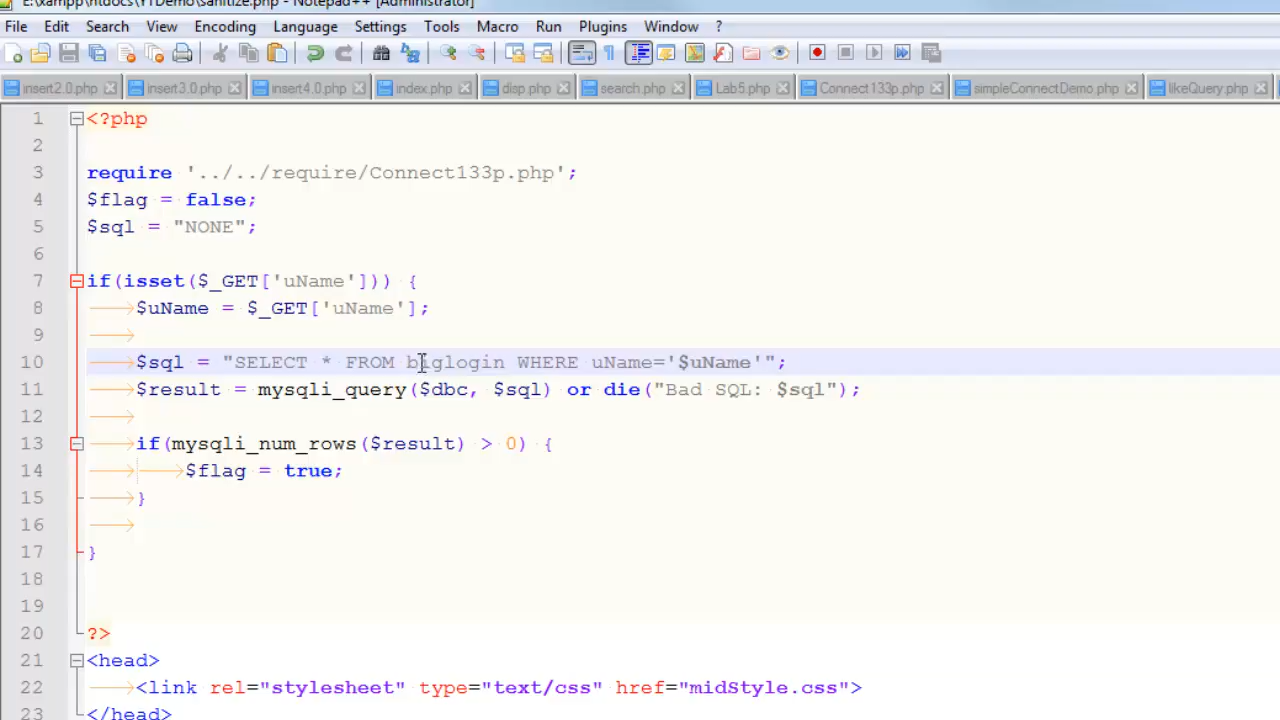 E:\xampp\htdocs\YTDemo\sanitize.php - Notepad++ [Administrator]
File Edit Search View Encoding Language Settings Tools Macro Run Plugins Window ?
insert2.0.php insert3.0.php insert4.0.php index.php disp.php search.php Lab5.php Connect133p.php simpleConnectDemo.php likeQuery.php
1 <?php
2
3 require '../../require/Connect133p.php';
4 $flag = false;
5 $sql = "NONE";
6
7 if(isset($_GET['uName'])) {
8 $uName = $_GET['uName'];
9
10 $sql = "SELECT * FROM biglogin WHERE uName='$uName'";
11 $result = mysqli_query($dbc, $sql) or die("Bad SQL: $sql");
12
13 if(mysqli_num_rows($result) > 0) {
14 $flag = true;
15 }
16
17 }
18
19
20 ?>
21 <head>
22 <link rel="stylesheet" type="text/css" href="midStyle.css">
23 </head>